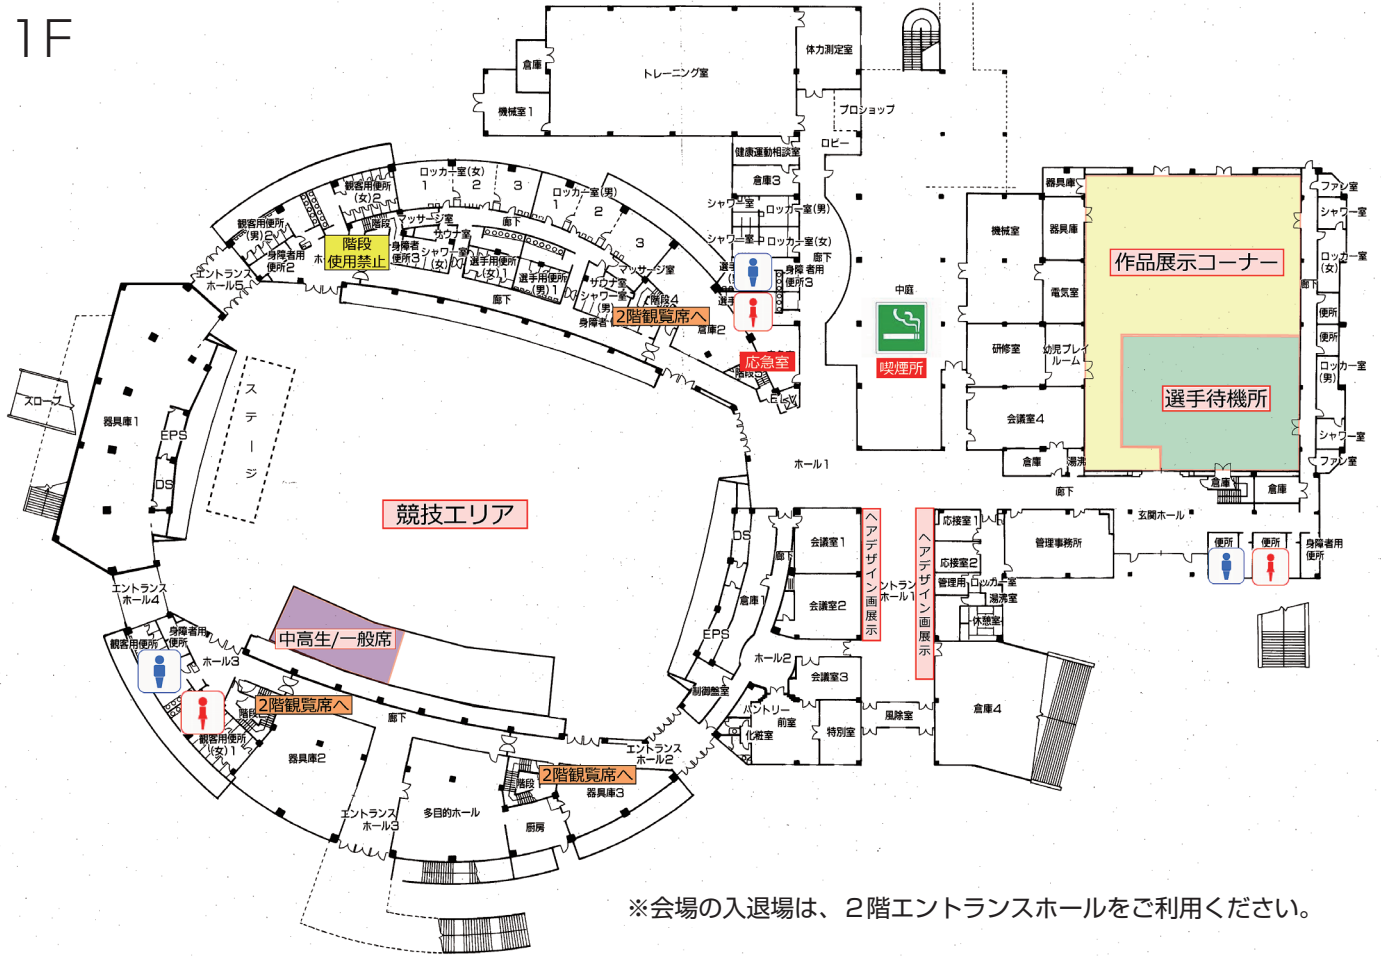 1F
倉庫
機械室1
トレーニング室
体力測定室
プロショップ
ロビー
健康運動相談室
倉庫3
シャワー室
ロッカー室(男)
シャワー室
ロッカー室(女)
廊下
身障者用
便所3
観客用便所
(女)2
観客用便所
(男)2
身障者用
便所2
エントランス
ホール5
階段
階段
使用禁止
ロッカー室(女)
1
2
3
ロッカー室(男)
1
2
3
マッサージ室
廊下
サウナ室
身障者
便所3
シャワー室
(女)
選手用便所
(女)1
選手用便所
(男)1
サウナ室
シャワー室
(男)
マッサージ室
階段4
2階観覧席へ
倉庫2
廊下
応急室
中庭
喫煙所
機械室
器具庫
器具庫
電気室
研修室
幼児プレイ
ルーム
会議室4
倉庫
湯沸
作品展示コーナー
選手待機所
ファン室
シャワー室
ロッカー室
(女)
廊下
便所
便所
ロッカー室
(男)
シャワー室
ファン室
スロープ
器具庫1
EPS
DS
ステージ
競技エリア
ホール1
廊下
倉庫
倉庫
玄関ホール
便所
便所
身障者用
便所
DS
廊下
倉庫1
EPS
会議室1
会議室2
ヘアデザイン画展示
ヘアデザイン画展示
応接室1
応接室2
管理用
ロッカー室
湯沸室
休憩室
管理事務所
エントランス
ホール4
身障者用
便所
観客用便所
ホール3
中高生/一般席
2階観覧席へ
階段
観客用便所
(女)1
廊下
器具庫2
エントランス
ホール3
多目的ホール
階段
2階観覧席へ
器具庫3
厨房
エントランス
ホール2
制御盤室
ホール2
会議室3
パントリー
前室
化粧室
特別室
風除室
倉庫4
※会場の入退場は、２階エントランスホールをご利用ください。